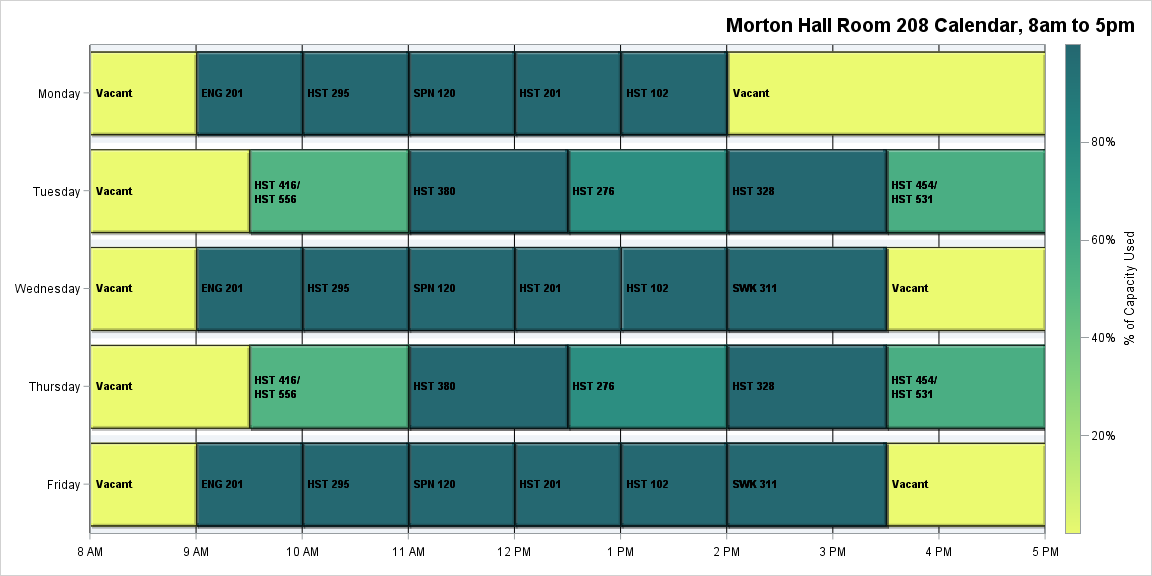 Morton Hall Room 208 Calendar, 8am to 5pm
Monday
Vacant
ENG 201
HST 295
SPN 120
HST 201
HST 102
Vacant
Tuesday
Vacant
HST 416/
HST 556
HST 380
HST 276
HST 328
HST 454/
HST 531
Wednesday
Vacant
ENG 201
HST 295
SPN 120
HST 201
HST 102
SWK 311
Vacant
Thursday
Vacant
HST 416/
HST 556
HST 380
HST 276
HST 328
HST 454/
HST 531
Friday
Vacant
ENG 201
HST 295
SPN 120
HST 201
HST 102
SWK 311
Vacant
8 AM
9 AM
10 AM
11 AM
12 PM
1 PM
2 PM
3 PM
4 PM
5 PM
80%
60%
40%
20%
% of Capacity Used